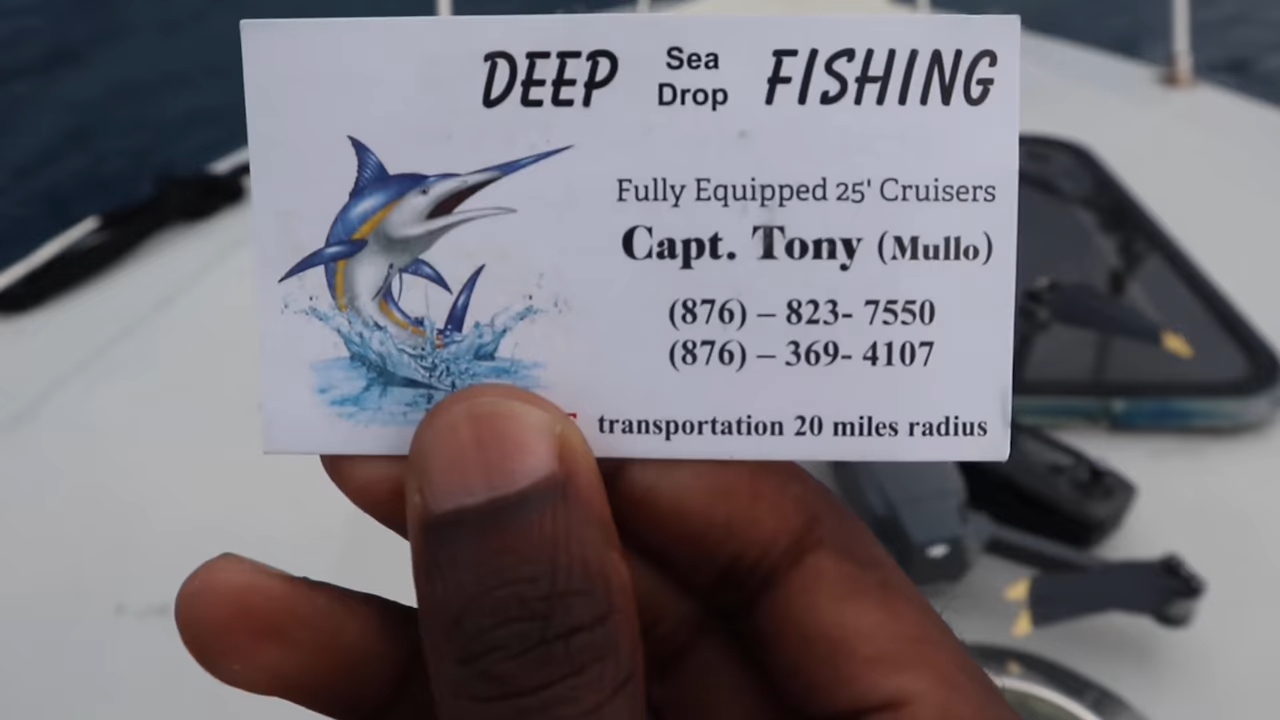 DEEP Sea Drop FISHING
Fully Equipped 25' Cruisers
Capt. Tony (Mullo)
(876) – 823- 7550
(876) – 369- 4107
transportation 20 miles radius